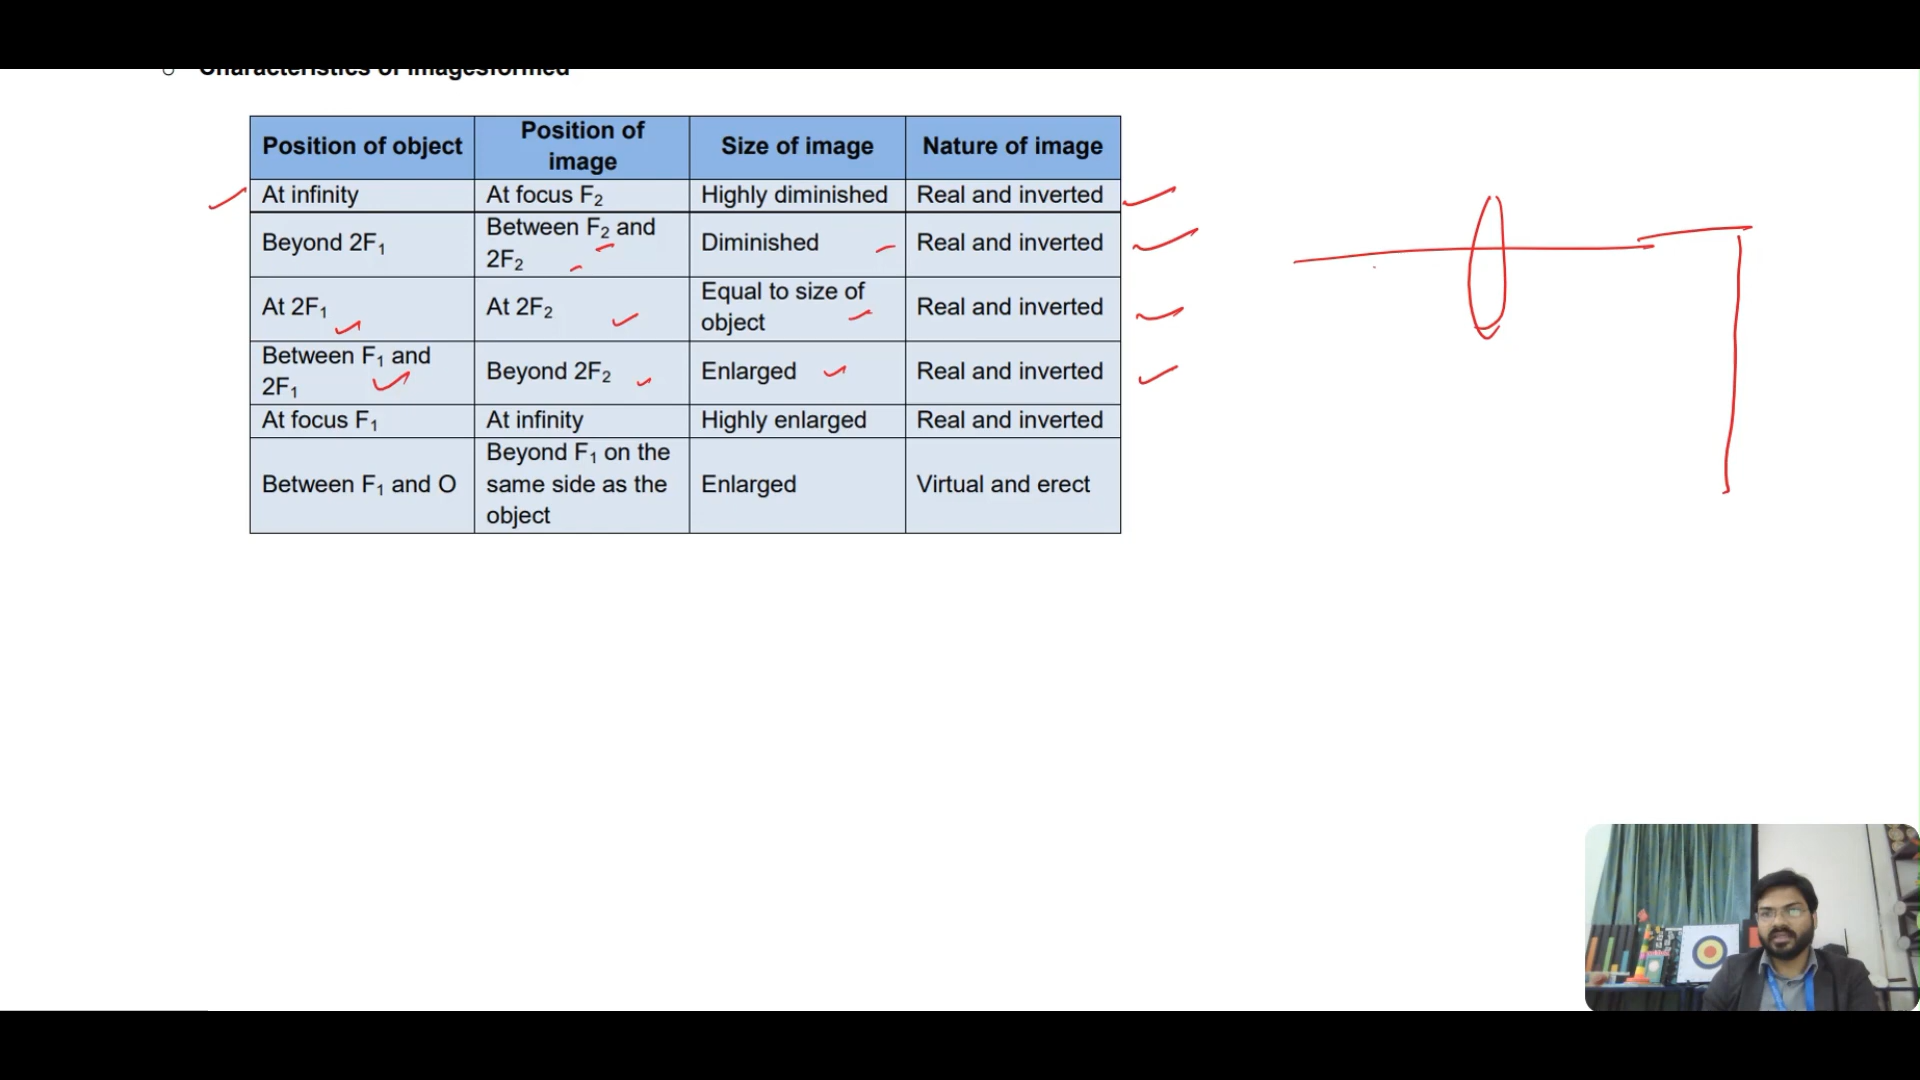 Characteristics of imagesformed
Position of object
Position of
image
Size of image
Nature of image
At infinity
At focus F₂
Highly diminished
Real and inverted
Beyond 2F₁
Between F₂ and
2F₂
Diminished
Real and inverted
At 2F₁
At 2F₂
Equal to size of
object
Real and inverted
Between F₁ and
2F₁
Beyond 2F₂
Enlarged
Real and inverted
At focus F₁
At infinity
Highly enlarged
Real and inverted
Between F₁ and O
Beyond F₁ on the
same side as the
object
Enlarged
Virtual and erect